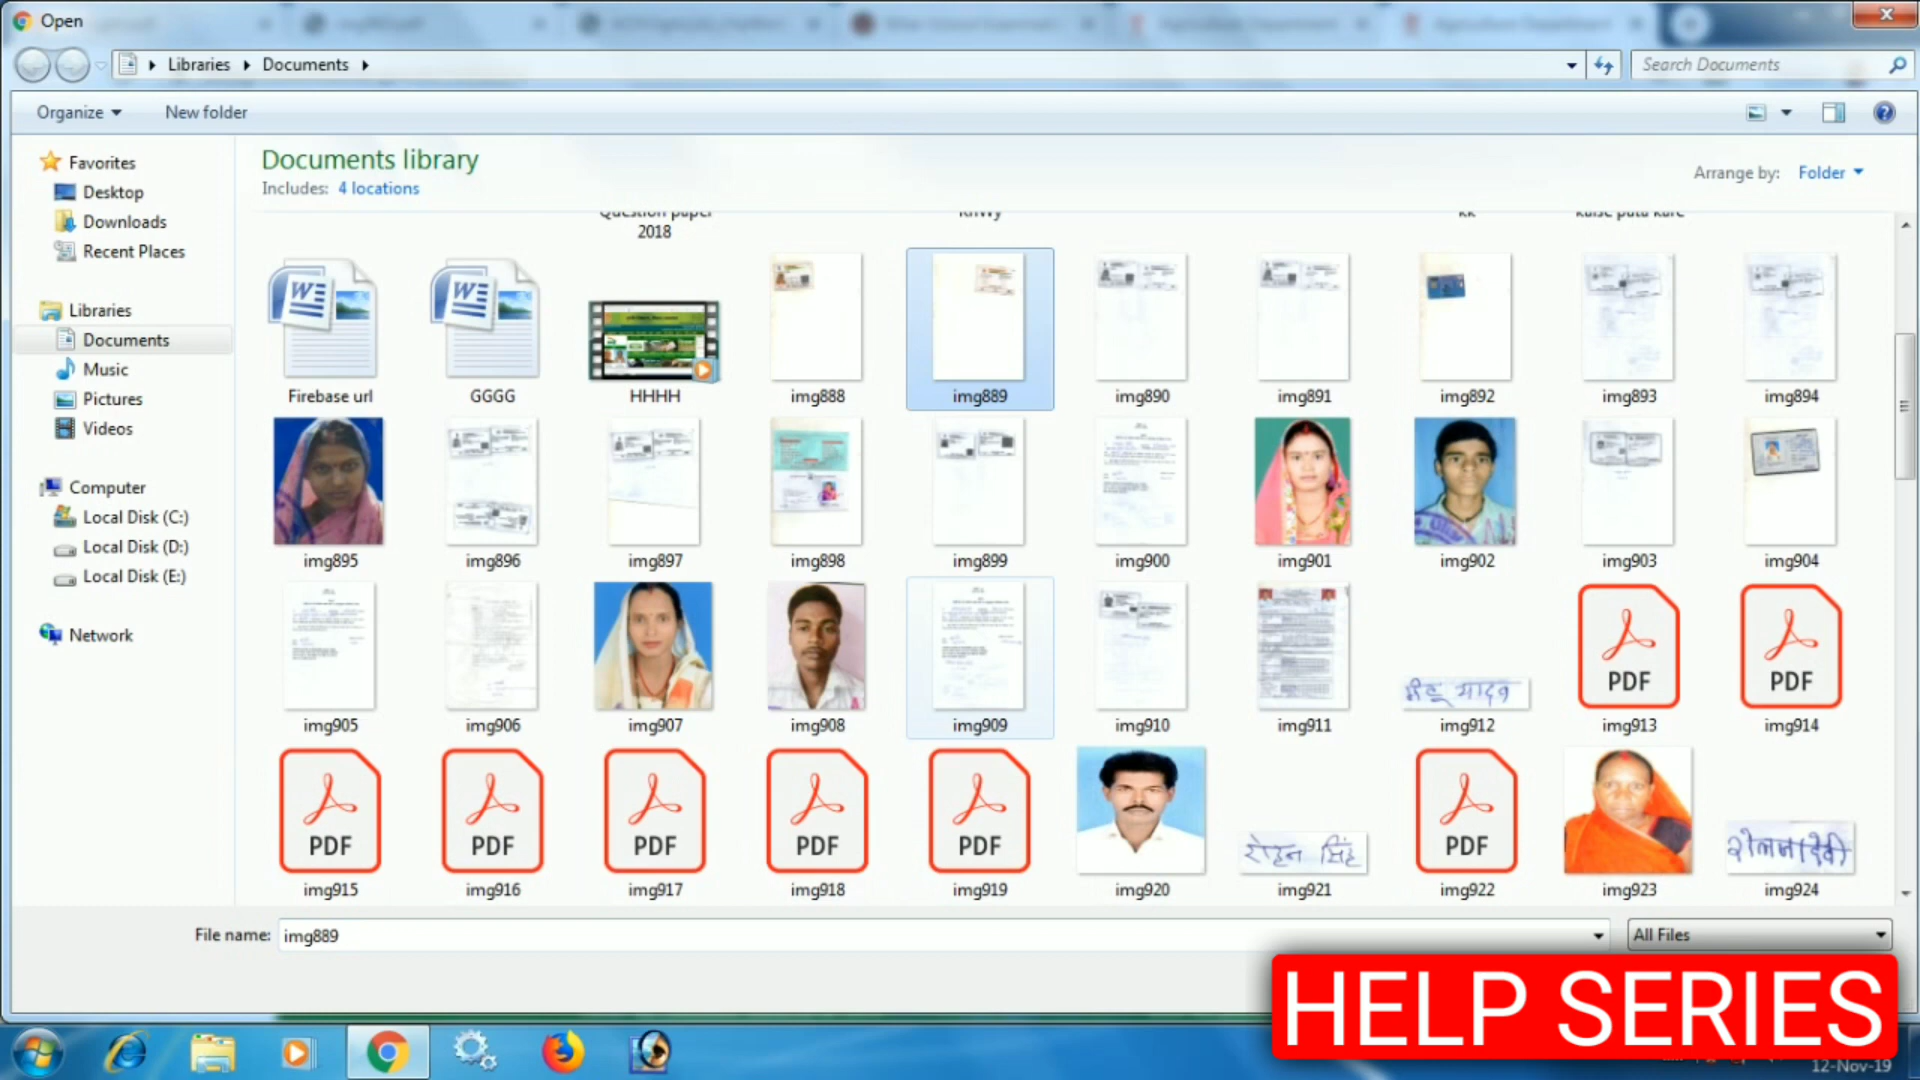 Open
Libraries
Documents
Search Documents
Organize
New folder
Favorites
Desktop
Downloads
Recent Places
Libraries
Documents
Music
Pictures
Videos
Computer
Local Disk (C:)
Local Disk (D:)
Local Disk (E:)
Network
Documents library
Includes: 4 locations
Arrange by: Folder
Question paper
2018
Firebase url
GGGG
HHHH
img888
img889
img890
img891
img892
img893
img894
img895
img896
img897
img898
img899
img900
img901
img902
img903
img904
img905
img906
img907
img908
img909
img910
img911
यादव
img912
PDF
img913
PDF
img914
PDF
img915
PDF
img916
PDF
img917
PDF
img918
PDF
img919
img920
रोहन सिंह
img921
PDF
img922
img923
img924
File name: img889
All Files
HELP SERIES
12-Nov-19